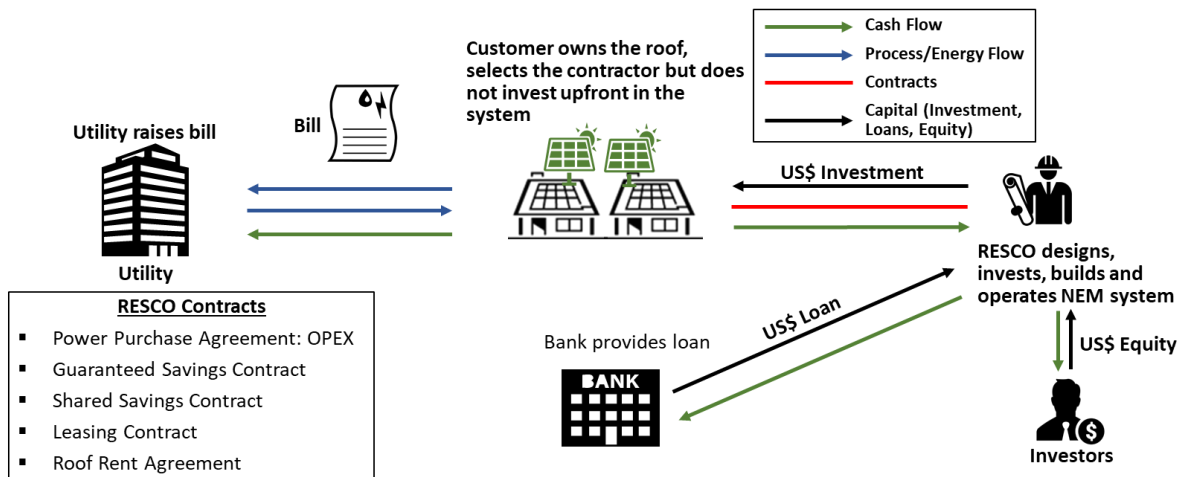 Customer owns the roof,
selects the contractor but does
not invest upfront in the
system
Cash Flow
Process/Energy Flow
Contracts
Capital (Investment,
Loans, Equity)
Bill
Utility raises bill
Utility
US$ Investment
RESCO designs,
invests, builds and
operates NEM system
US$ Loan
Bank provides loan
BANK
US$ Equity
$
Investors
RESCO Contracts
▪ Power Purchase Agreement: OPEX
▪ Guaranteed Savings Contract
▪ Shared Savings Contract
▪ Leasing Contract
▪ Roof Rent Agreement